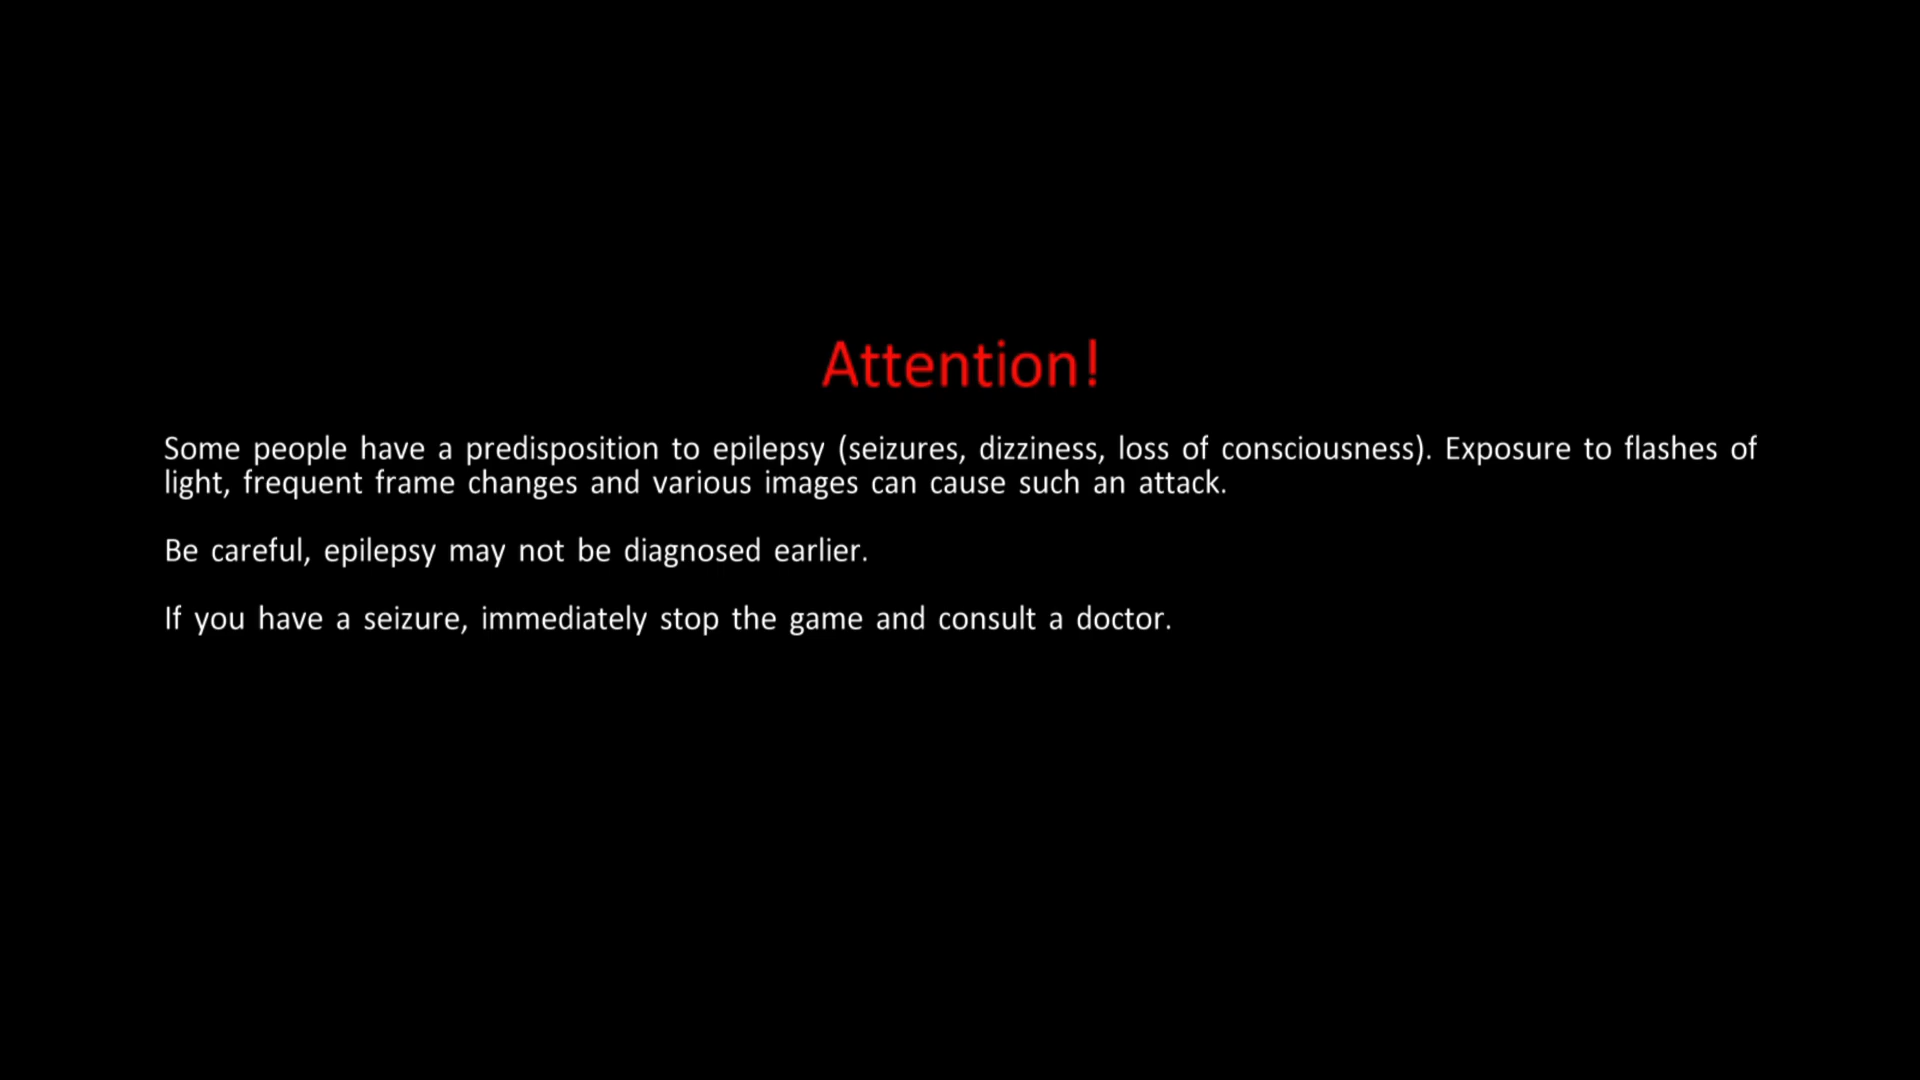 Attention!
Some people have a predisposition to epilepsy (seizures, dizziness, loss of consciousness). Exposure to flashes of
light, frequent frame changes and various images can cause such an attack.
Be careful, epilepsy may not be diagnosed earlier.
If you have a seizure, immediately stop the game and consult a doctor.